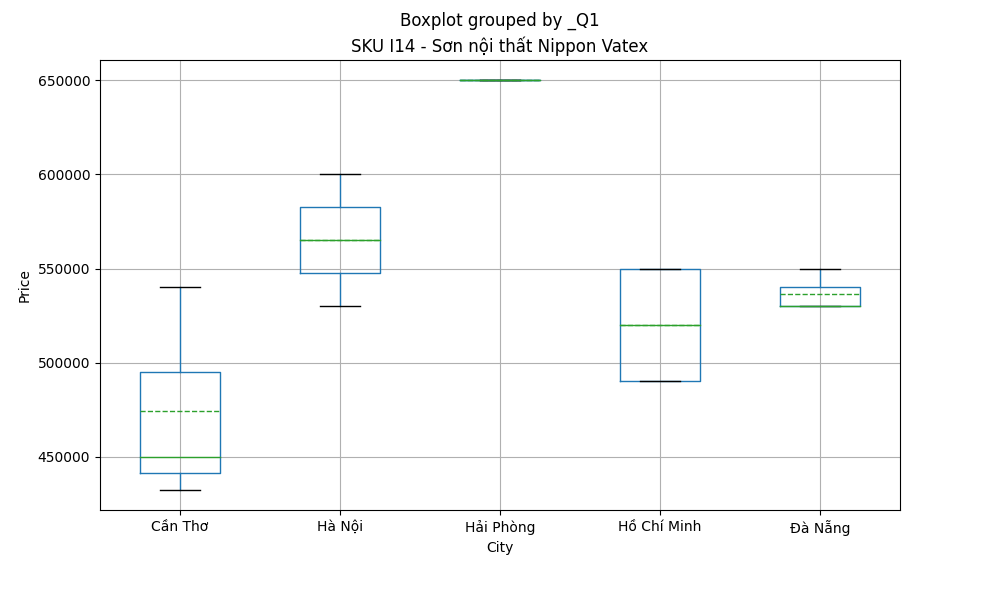 Boxplot grouped by _Q1
SKU I14 - Sơn nội thất Nippon Vatex
650000
600000
550000
500000
450000
Price
Cần Thơ
Hà Nội
Hải Phòng
Hồ Chí Minh
Đà Nẵng
City